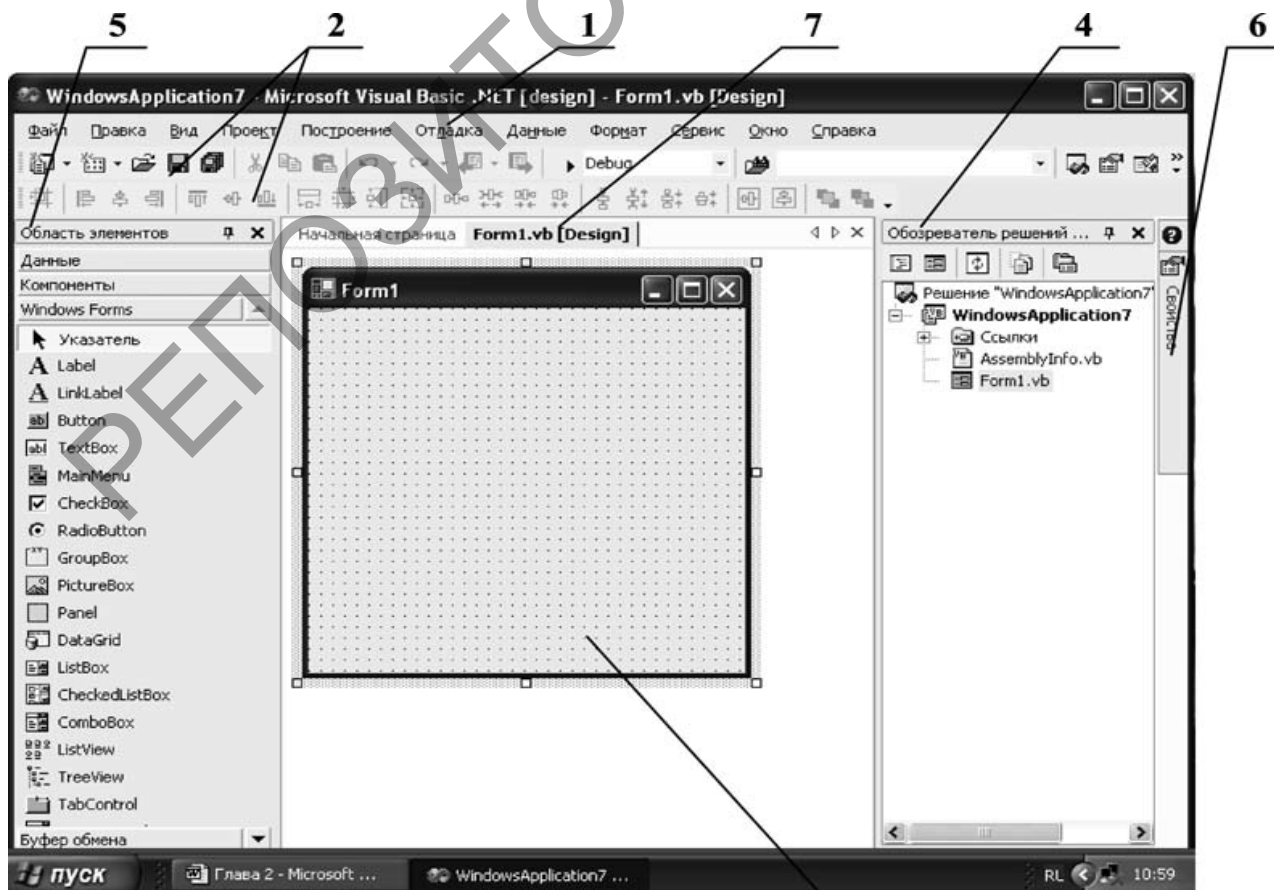 5 2 1 7 4 6
WindowsApplication7 - Microsoft Visual Basic .NET [design] - Form1.vb [Design]
Файл Правка Вид Проект Построение Отладка Данные Формат Сервис Окно Справка
Debug
Область элементов
Начальная страница Form1.vb [Design]
Обозреватель решений ...
Данные
Компоненты
Windows Forms
Указатель
Label
LinkLabel
Button
TextBox
MainMenu
CheckBox
RadioButton
GroupBox
PictureBox
Panel
DataGrid
ListBox
CheckedListBox
ComboBox
ListView
TreeView
TabControl
Буфер обмена
Form1
Решение "WindowsApplication7"
WindowsApplication7
Ссылки
AssemblyInfo.vb
Form1.vb
Свойства
пуск
Глава 2 - Microsoft ...
WindowsApplication7 ...
RL 10:59
РЕПОЗИТО